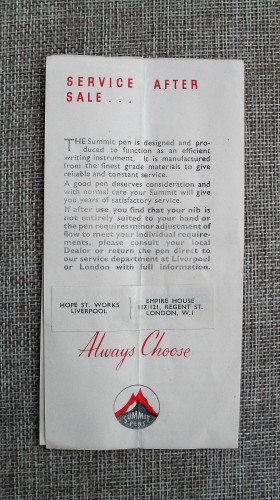 SERVICE AFTER
SALE...
THE Summit pen is designed and pro-
duced to function as an efficient
writing instrument. It is manufactured
from the finest grade materials to give
reliable and constant service.
A good pen deserves consideration and
with normal care your Summit will give
you years of satisfactory service.
If after use you find that your nib is
not entirely suited to your hand or
the pen requires minor adjustment of
flow to meet your individual require-
ments, please consult your local
Dealer or return the pen direct to
our service department at Liverpool
or London with full information.
HOPE ST. WORKS
LIVERPOOL
EMPIRE HOUSE
117/121, REGENT ST.
LONDON, W.1
Always Choose
SUMMIT
PENS